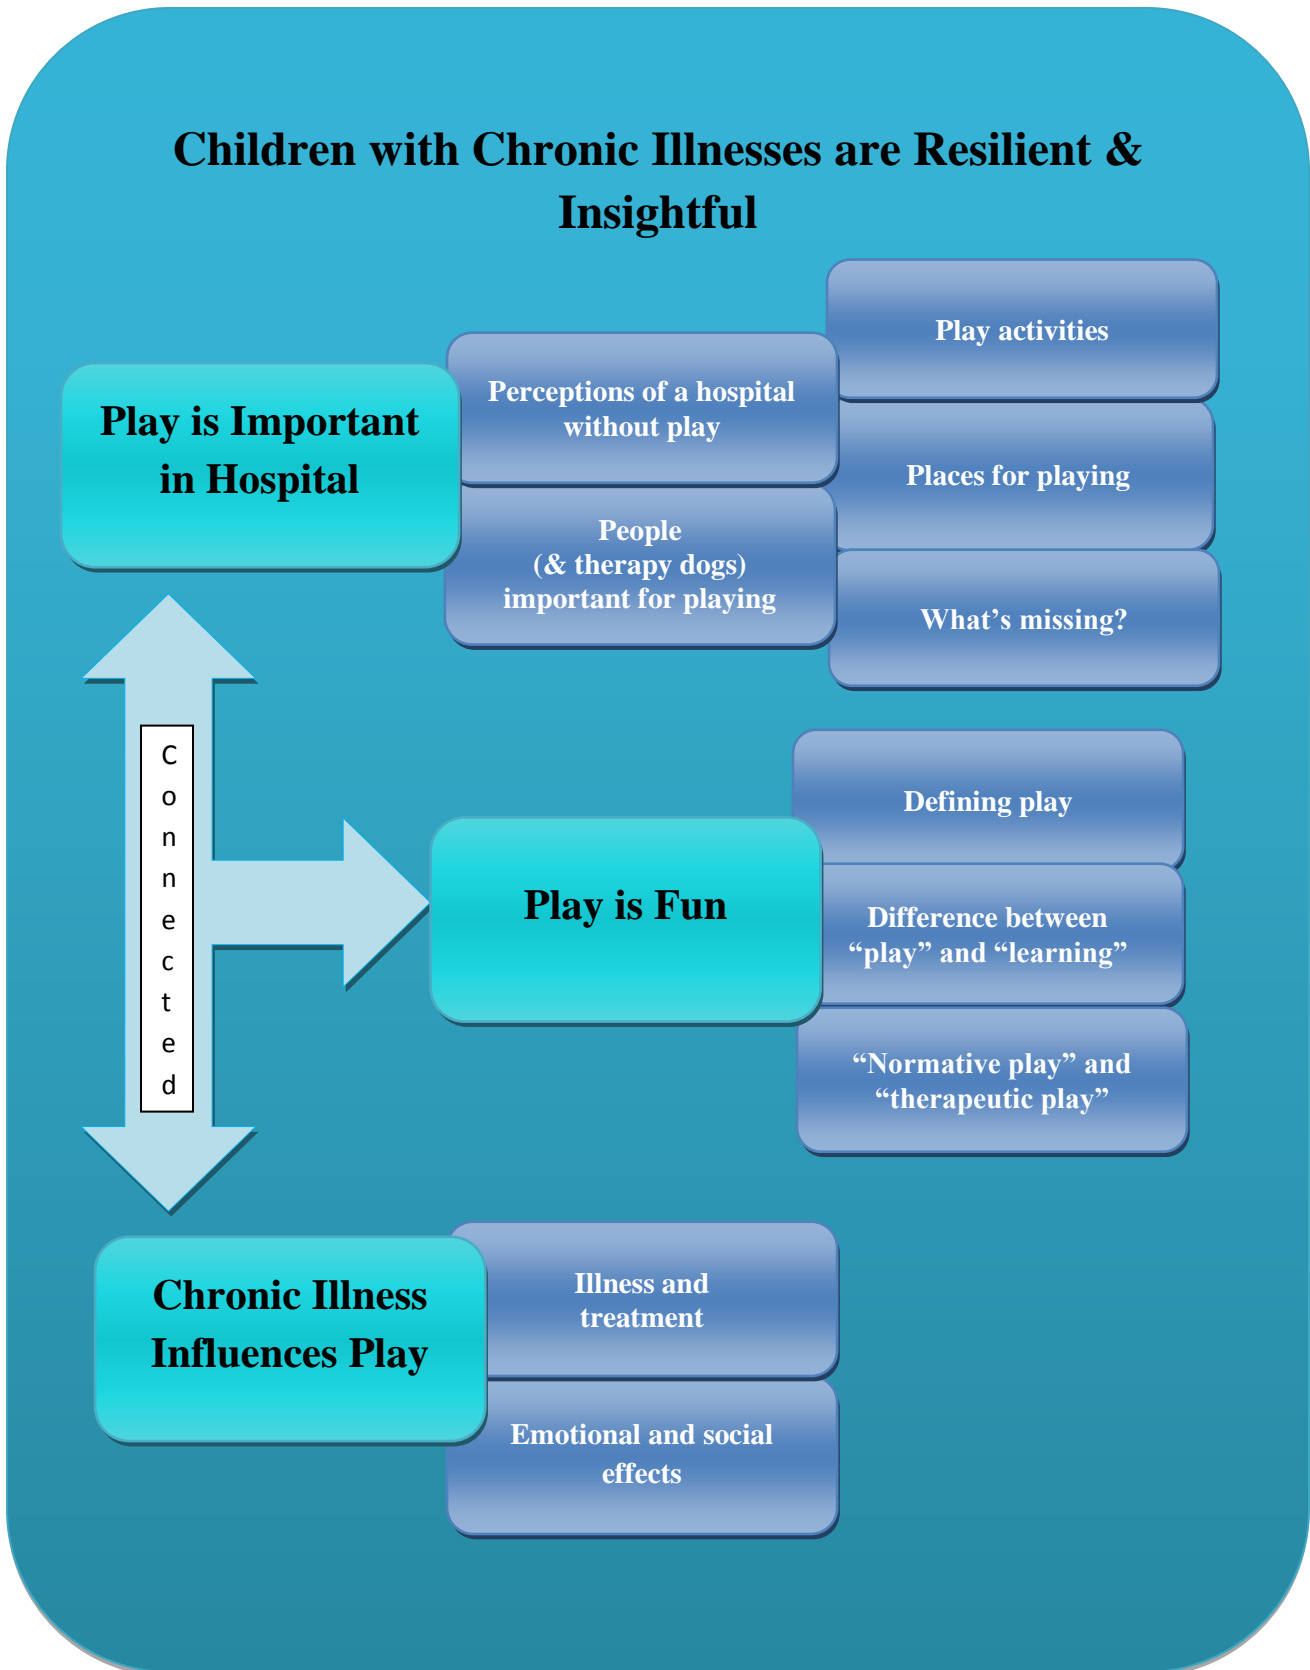 Children with Chronic Illnesses are Resilient &
Insightful
Play is Important
in Hospital
Perceptions of a hospital
without play
People
(& therapy dogs)
important for playing
Play activities
Places for playing
What’s missing?
Connected
Play is Fun
Defining play
Difference between
“play” and “learning”
“Normative play” and
“therapeutic play”
Chronic Illness
Influences Play
Illness and
treatment
Emotional and social
effects